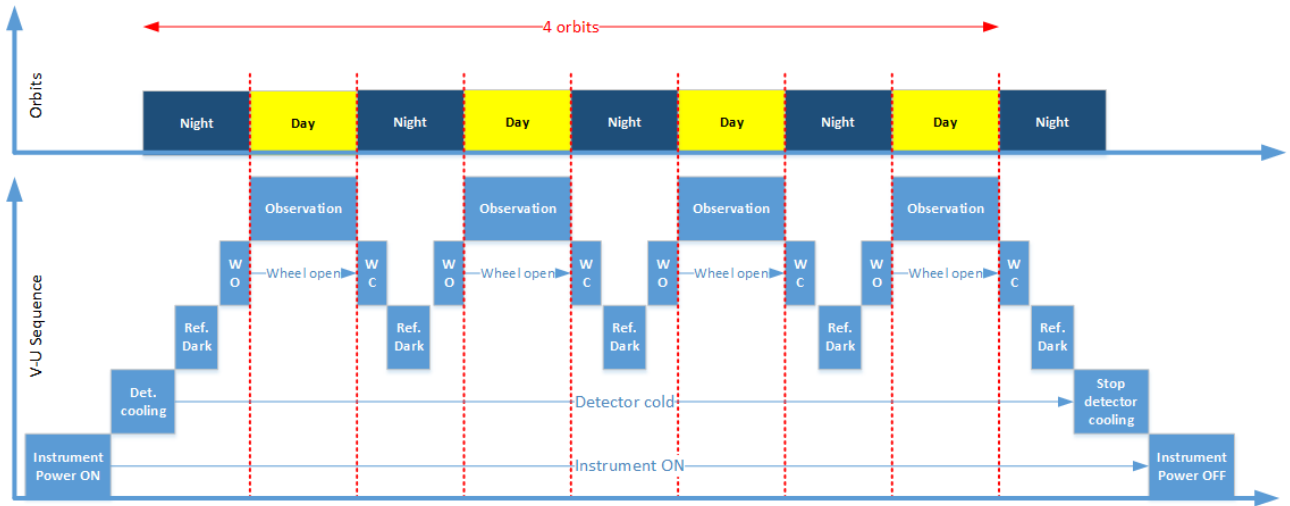 4 orbits
Orbits
Night
Day
Night
Day
Night
Day
Night
Day
Night
V-U Sequence
Observation
Observation
Observation
Observation
W
O
Wheel open
W
C
W
O
Wheel open
W
C
W
O
Wheel open
W
C
W
O
Wheel open
W
C
Ref.
Dark
Ref.
Dark
Ref.
Dark
Ref.
Dark
Ref.
Dark
Det.
cooling
Detector cold
Stop
detector
cooling
Instrument
Power ON
Instrument ON
Instrument
Power OFF